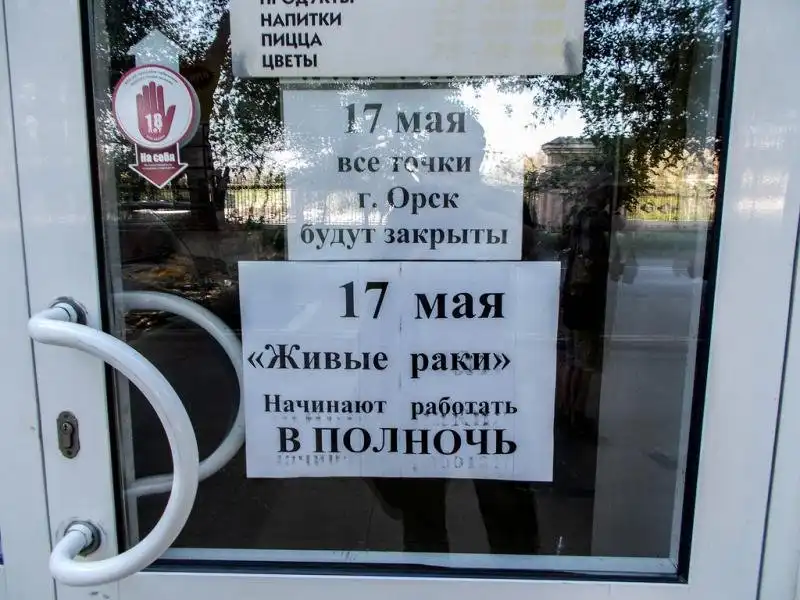 ПРОДУКТЫ
НАПИТКИ
ПИЦЦА
ЦВЕТЫ
18
лет
На себя
17 мая
все точки
г. Орск
будут закрыты
17 мая
«Живые раки»
Начинают работать
В ПОЛНОЧЬ